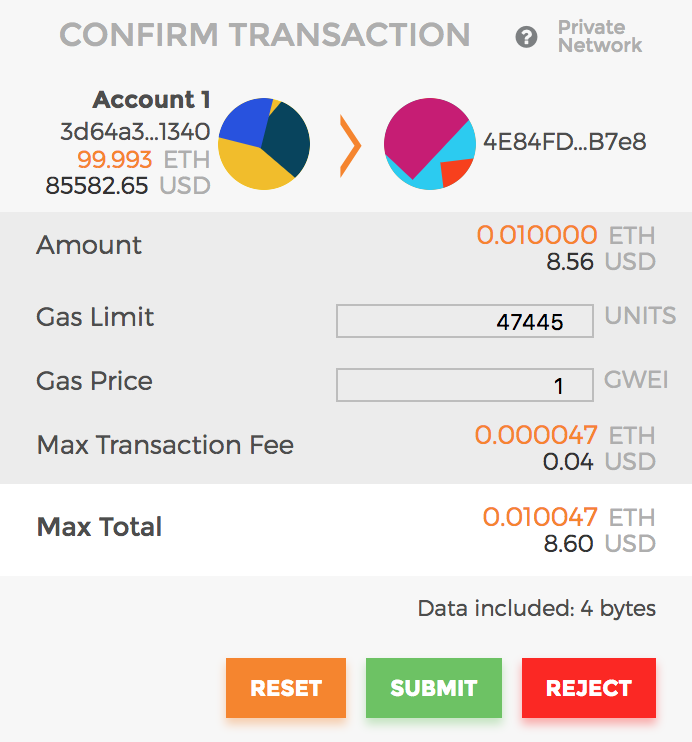 CONFIRM TRANSACTION
? Private
Network
Account 1
3d64a3...1340
99.993 ETH
85582.65 USD
4E84FD...B7e8
Amount
0.010000 ETH
8.56 USD
Gas Limit 47445 UNITS
Gas Price 1 GWEI
Max Transaction Fee
0.000047 ETH
0.04 USD
Max Total
0.010047 ETH
8.60 USD
Data included: 4 bytes
RESET SUBMIT REJECT